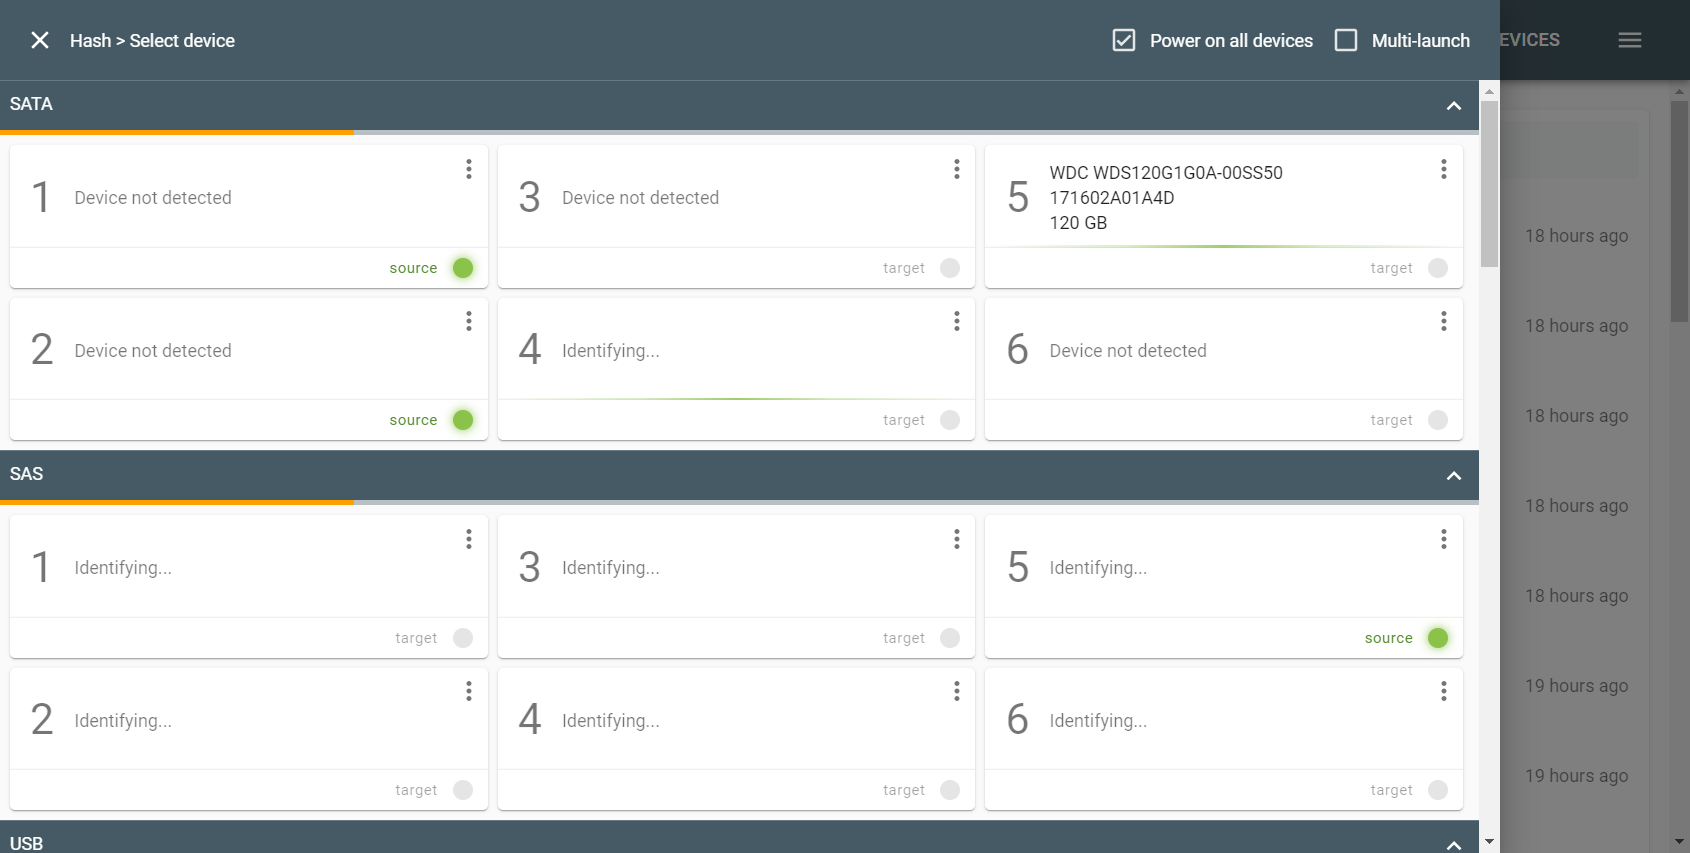 Hash > Select device
Power on all devices
Multi-launch
EVICES
SATA
1 Device not detected
source
3 Device not detected
target
5 WDC WDS120G1G0A-00SS50
171602A01A4D
120 GB
target
2 Device not detected
source
4 Identifying...
target
6 Device not detected
target
SAS
1 Identifying...
target
3 Identifying...
target
5 Identifying...
source
2 Identifying...
target
4 Identifying...
target
6 Identifying...
target
USB
18 hours ago
18 hours ago
18 hours ago
18 hours ago
18 hours ago
19 hours ago
19 hours ago